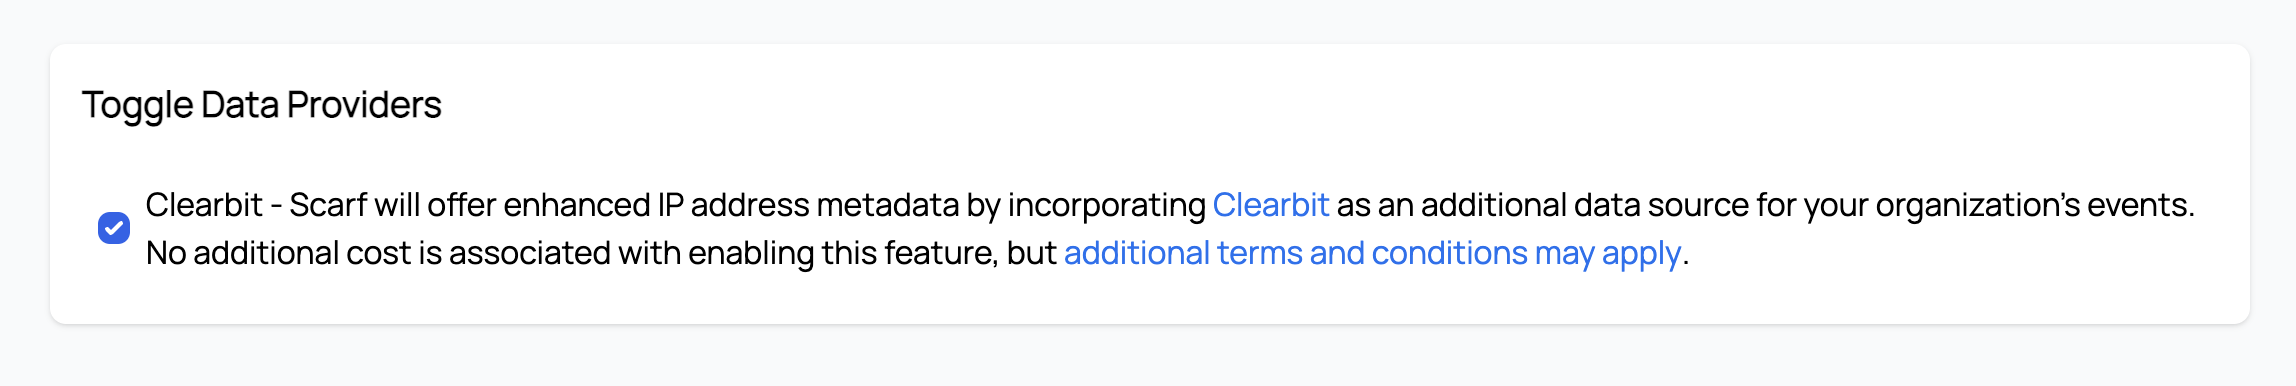 Toggle Data Providers
Clearbit - Scarf will offer enhanced IP address metadata by incorporating Clearbit as an additional data source for your organization’s events.
No additional cost is associated with enabling this feature, but additional terms and conditions may apply.